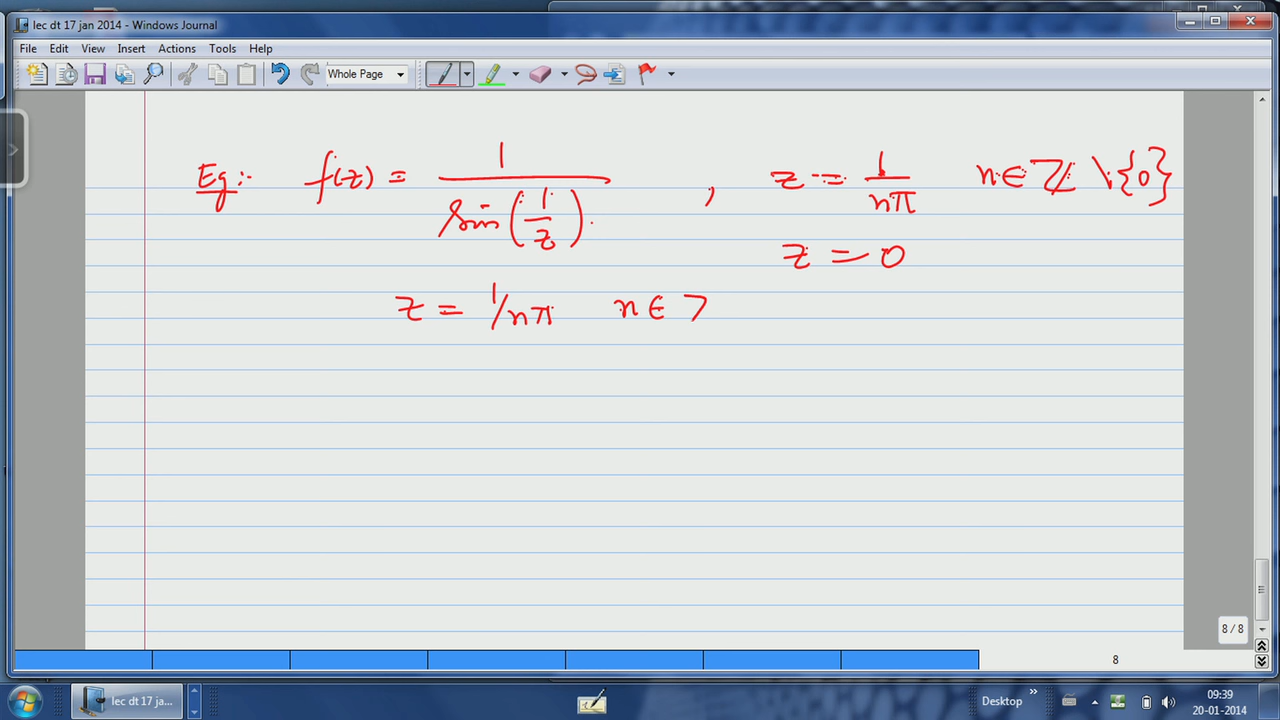 lec dt 17 jan 2014 - Windows Journal
File Edit View Insert Actions Tools Help
Whole Page
Eg:- f(z) = 1 / sin(1/z). , z = 1/nπ n ∈ ℤ \ {0}
z = 0
z = 1/nπ n ∈ 7
8 / 8
8
lec dt 17 ja...
Desktop »
09:39
20-01-2014